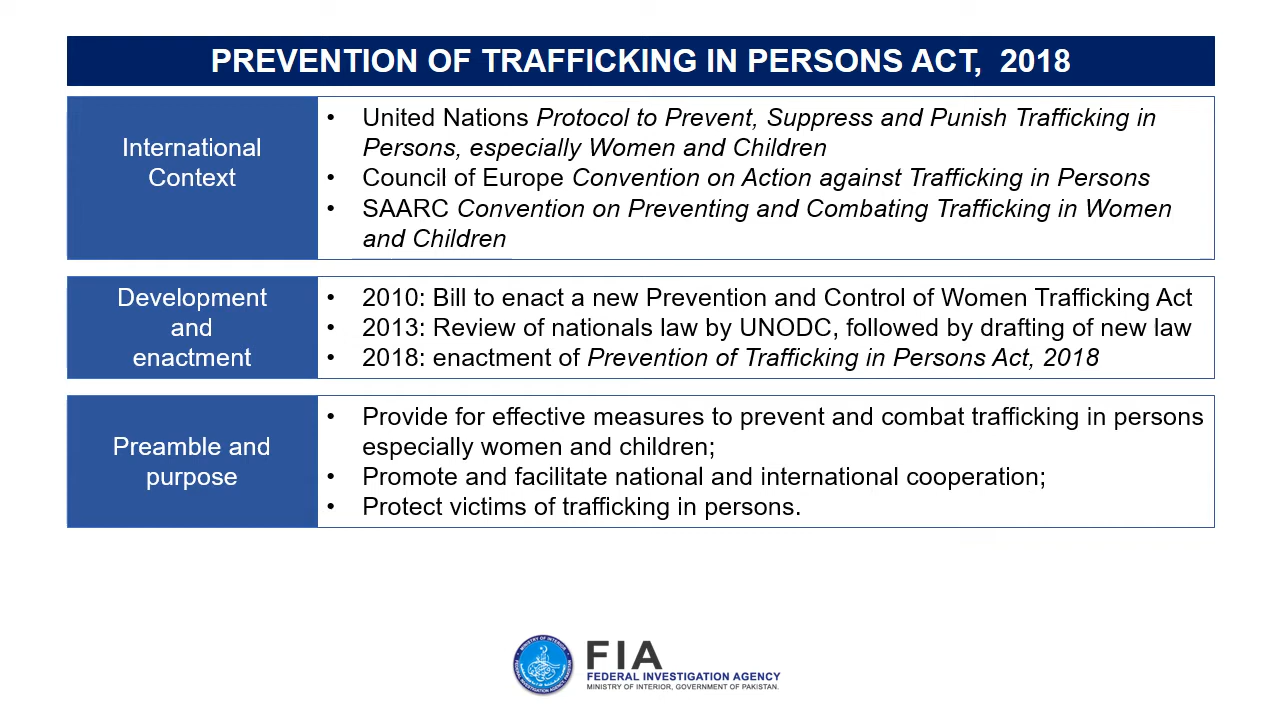 PREVENTION OF TRAFFICKING IN PERSONS ACT, 2018
International
Context
• United Nations Protocol to Prevent, Suppress and Punish Trafficking in
Persons, especially Women and Children
• Council of Europe Convention on Action against Trafficking in Persons
• SAARC Convention on Preventing and Combating Trafficking in Women
and Children
Development
and
enactment
• 2010: Bill to enact a new Prevention and Control of Women Trafficking Act
• 2013: Review of nationals law by UNODC, followed by drafting of new law
• 2018: enactment of Prevention of Trafficking in Persons Act, 2018
Preamble and
purpose
• Provide for effective measures to prevent and combat trafficking in persons
especially women and children;
• Promote and facilitate national and international cooperation;
• Protect victims of trafficking in persons.
FIA
FEDERAL INVESTIGATION AGENCY
MINISTRY OF INTERIOR, GOVERNMENT OF PAKISTAN.